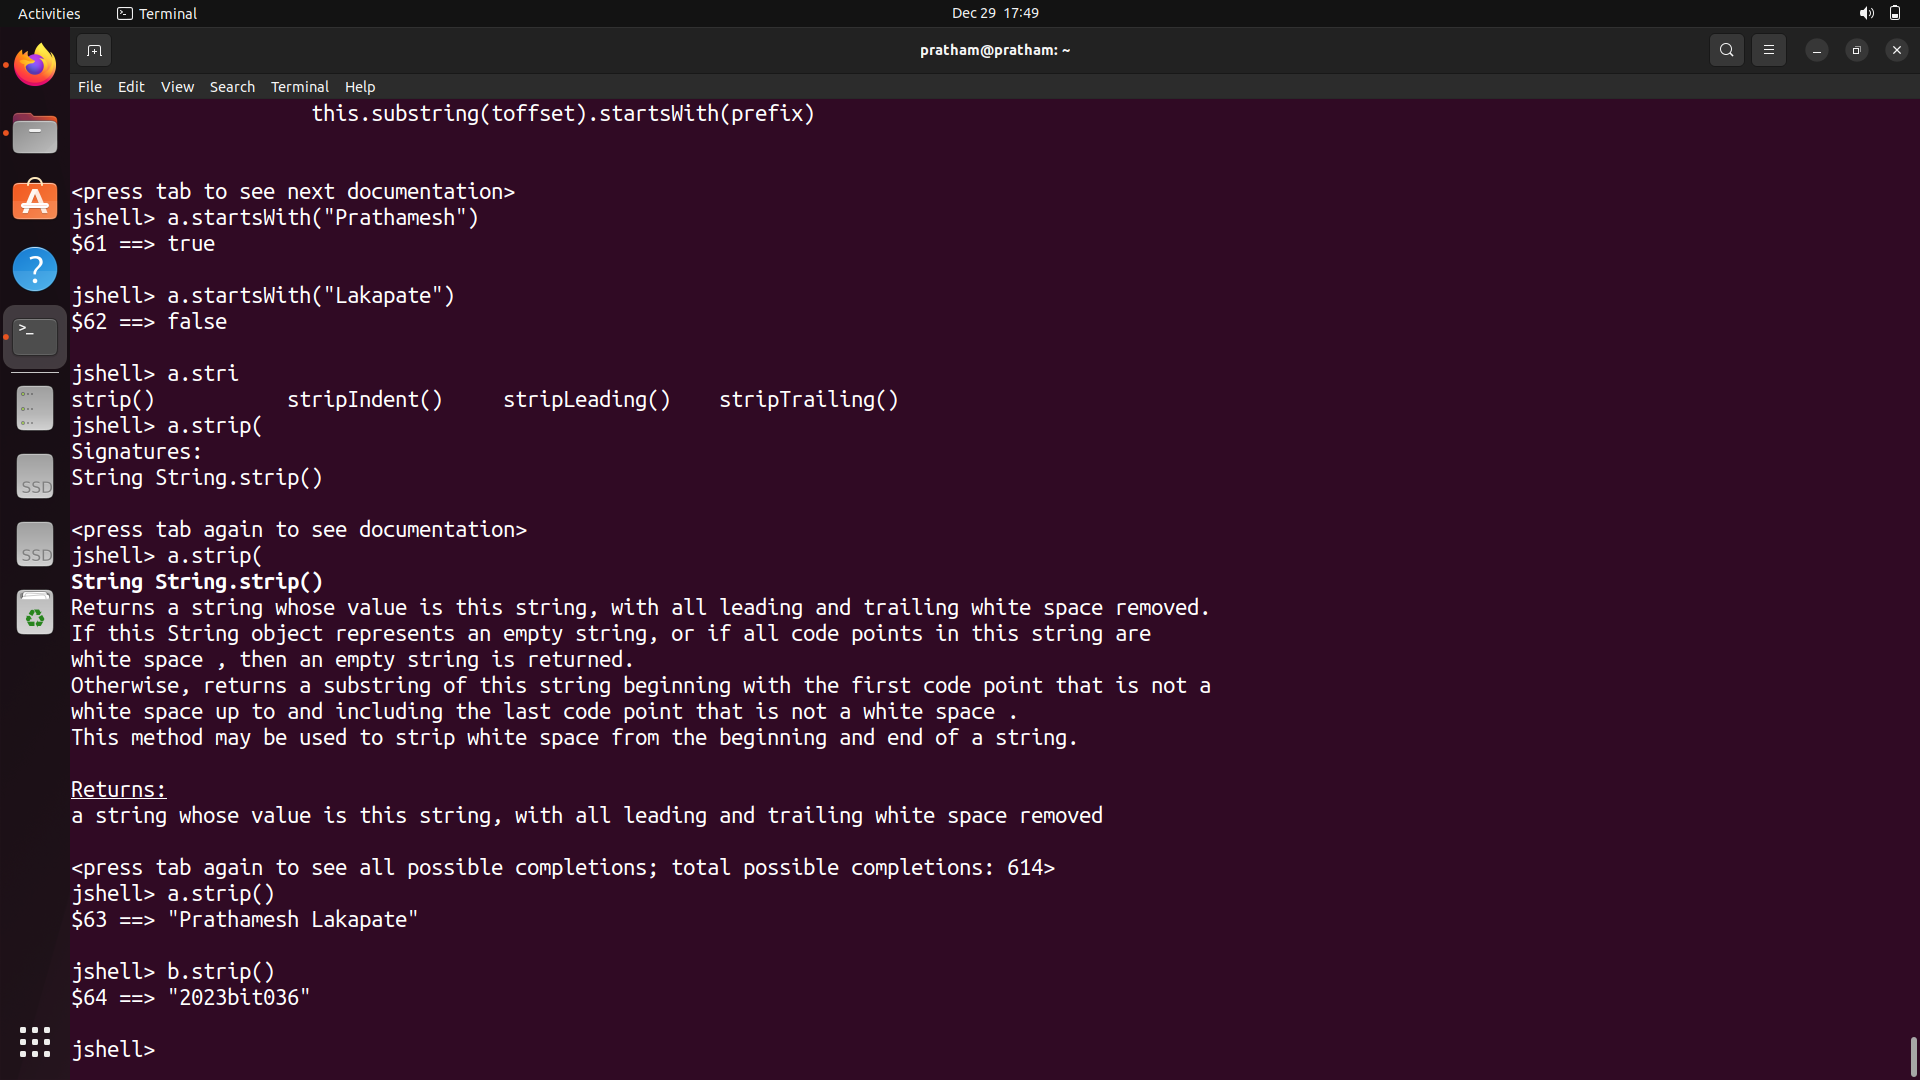 Activities
Terminal
Dec 29 17:49
pratham@pratham: ~
File Edit View Search Terminal Help
this.substring(toffset).startsWith(prefix)
<press tab to see next documentation>
jshell> a.startsWith("Prathamesh")
$61 ==> true
jshell> a.startsWith("Lakapate")
$62 ==> false
jshell> a.stri
strip() stripIndent() stripLeading() stripTrailing()
jshell> a.strip(
Signatures:
String String.strip()
<press tab again to see documentation>
jshell> a.strip(
String String.strip()
Returns a string whose value is this string, with all leading and trailing white space removed.
If this String object represents an empty string, or if all code points in this string are
white space , then an empty string is returned.
Otherwise, returns a substring of this string beginning with the first code point that is not a
white space up to and including the last code point that is not a white space .
This method may be used to strip white space from the beginning and end of a string.
Returns:
a string whose value is this string, with all leading and trailing white space removed
<press tab again to see all possible completions; total possible completions: 614>
jshell> a.strip()
$63 ==> "Prathamesh Lakapate"
jshell> b.strip()
$64 ==> "2023bit036"
jshell>
SSD
SSD